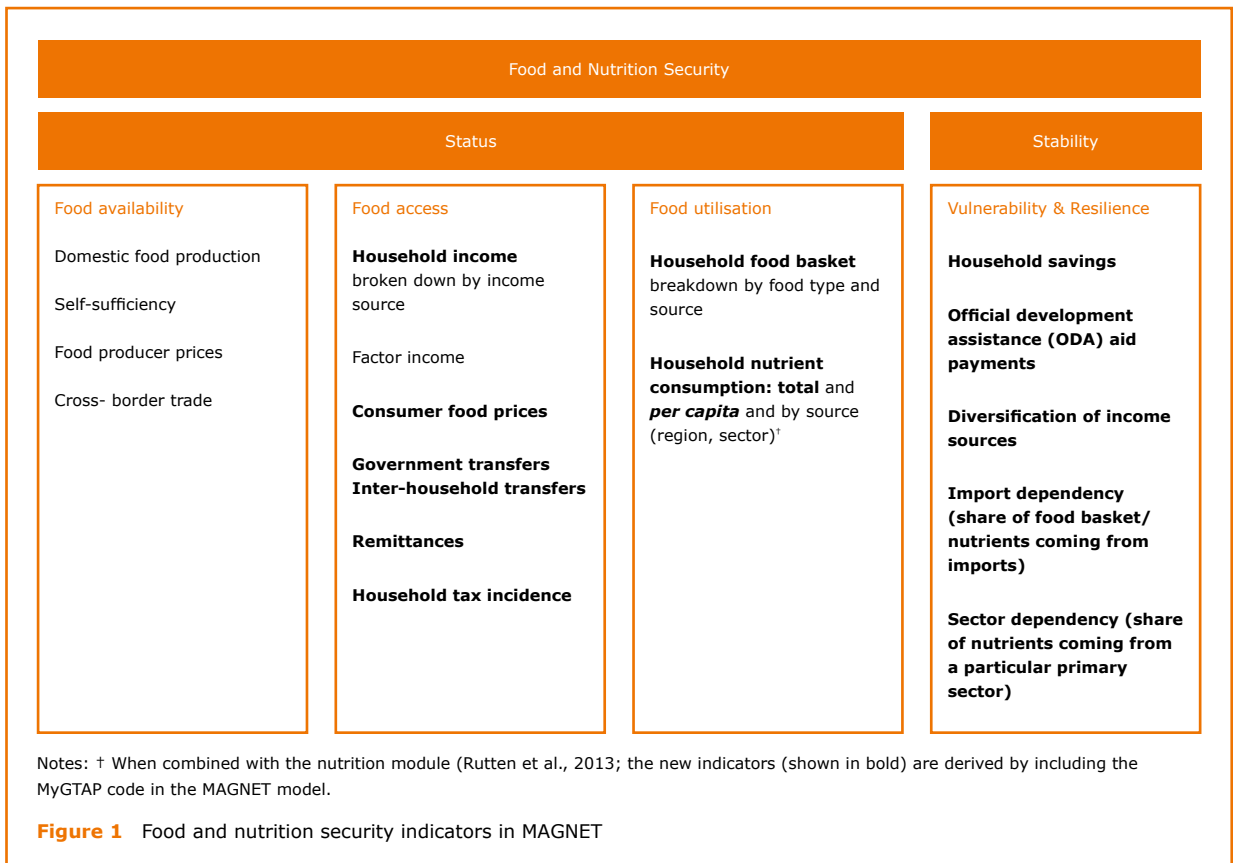 Food and Nutrition Security
Status
Stability
Food availability
Domestic food production
Self-sufficiency
Food producer prices
Cross- border trade
Food access
Household income
broken down by income
source
Factor income
Consumer food prices
Government transfers
Inter-household transfers
Remittances
Household tax incidence
Food utilisation
Household food basket
breakdown by food type and
source
Household nutrient
consumption: total and
per capita and by source
(region, sector)†
Vulnerability & Resilience
Household savings
Official development
assistance (ODA) aid
payments
Diversification of income
sources
Import dependency
(share of food basket/
nutrients coming from
imports)
Sector dependency (share
of nutrients coming from
a particular primary
sector)
Notes: † When combined with the nutrition module (Rutten et al., 2013; the new indicators (shown in bold) are derived by including the
MyGTAP code in the MAGNET model.
Figure 1 Food and nutrition security indicators in MAGNET